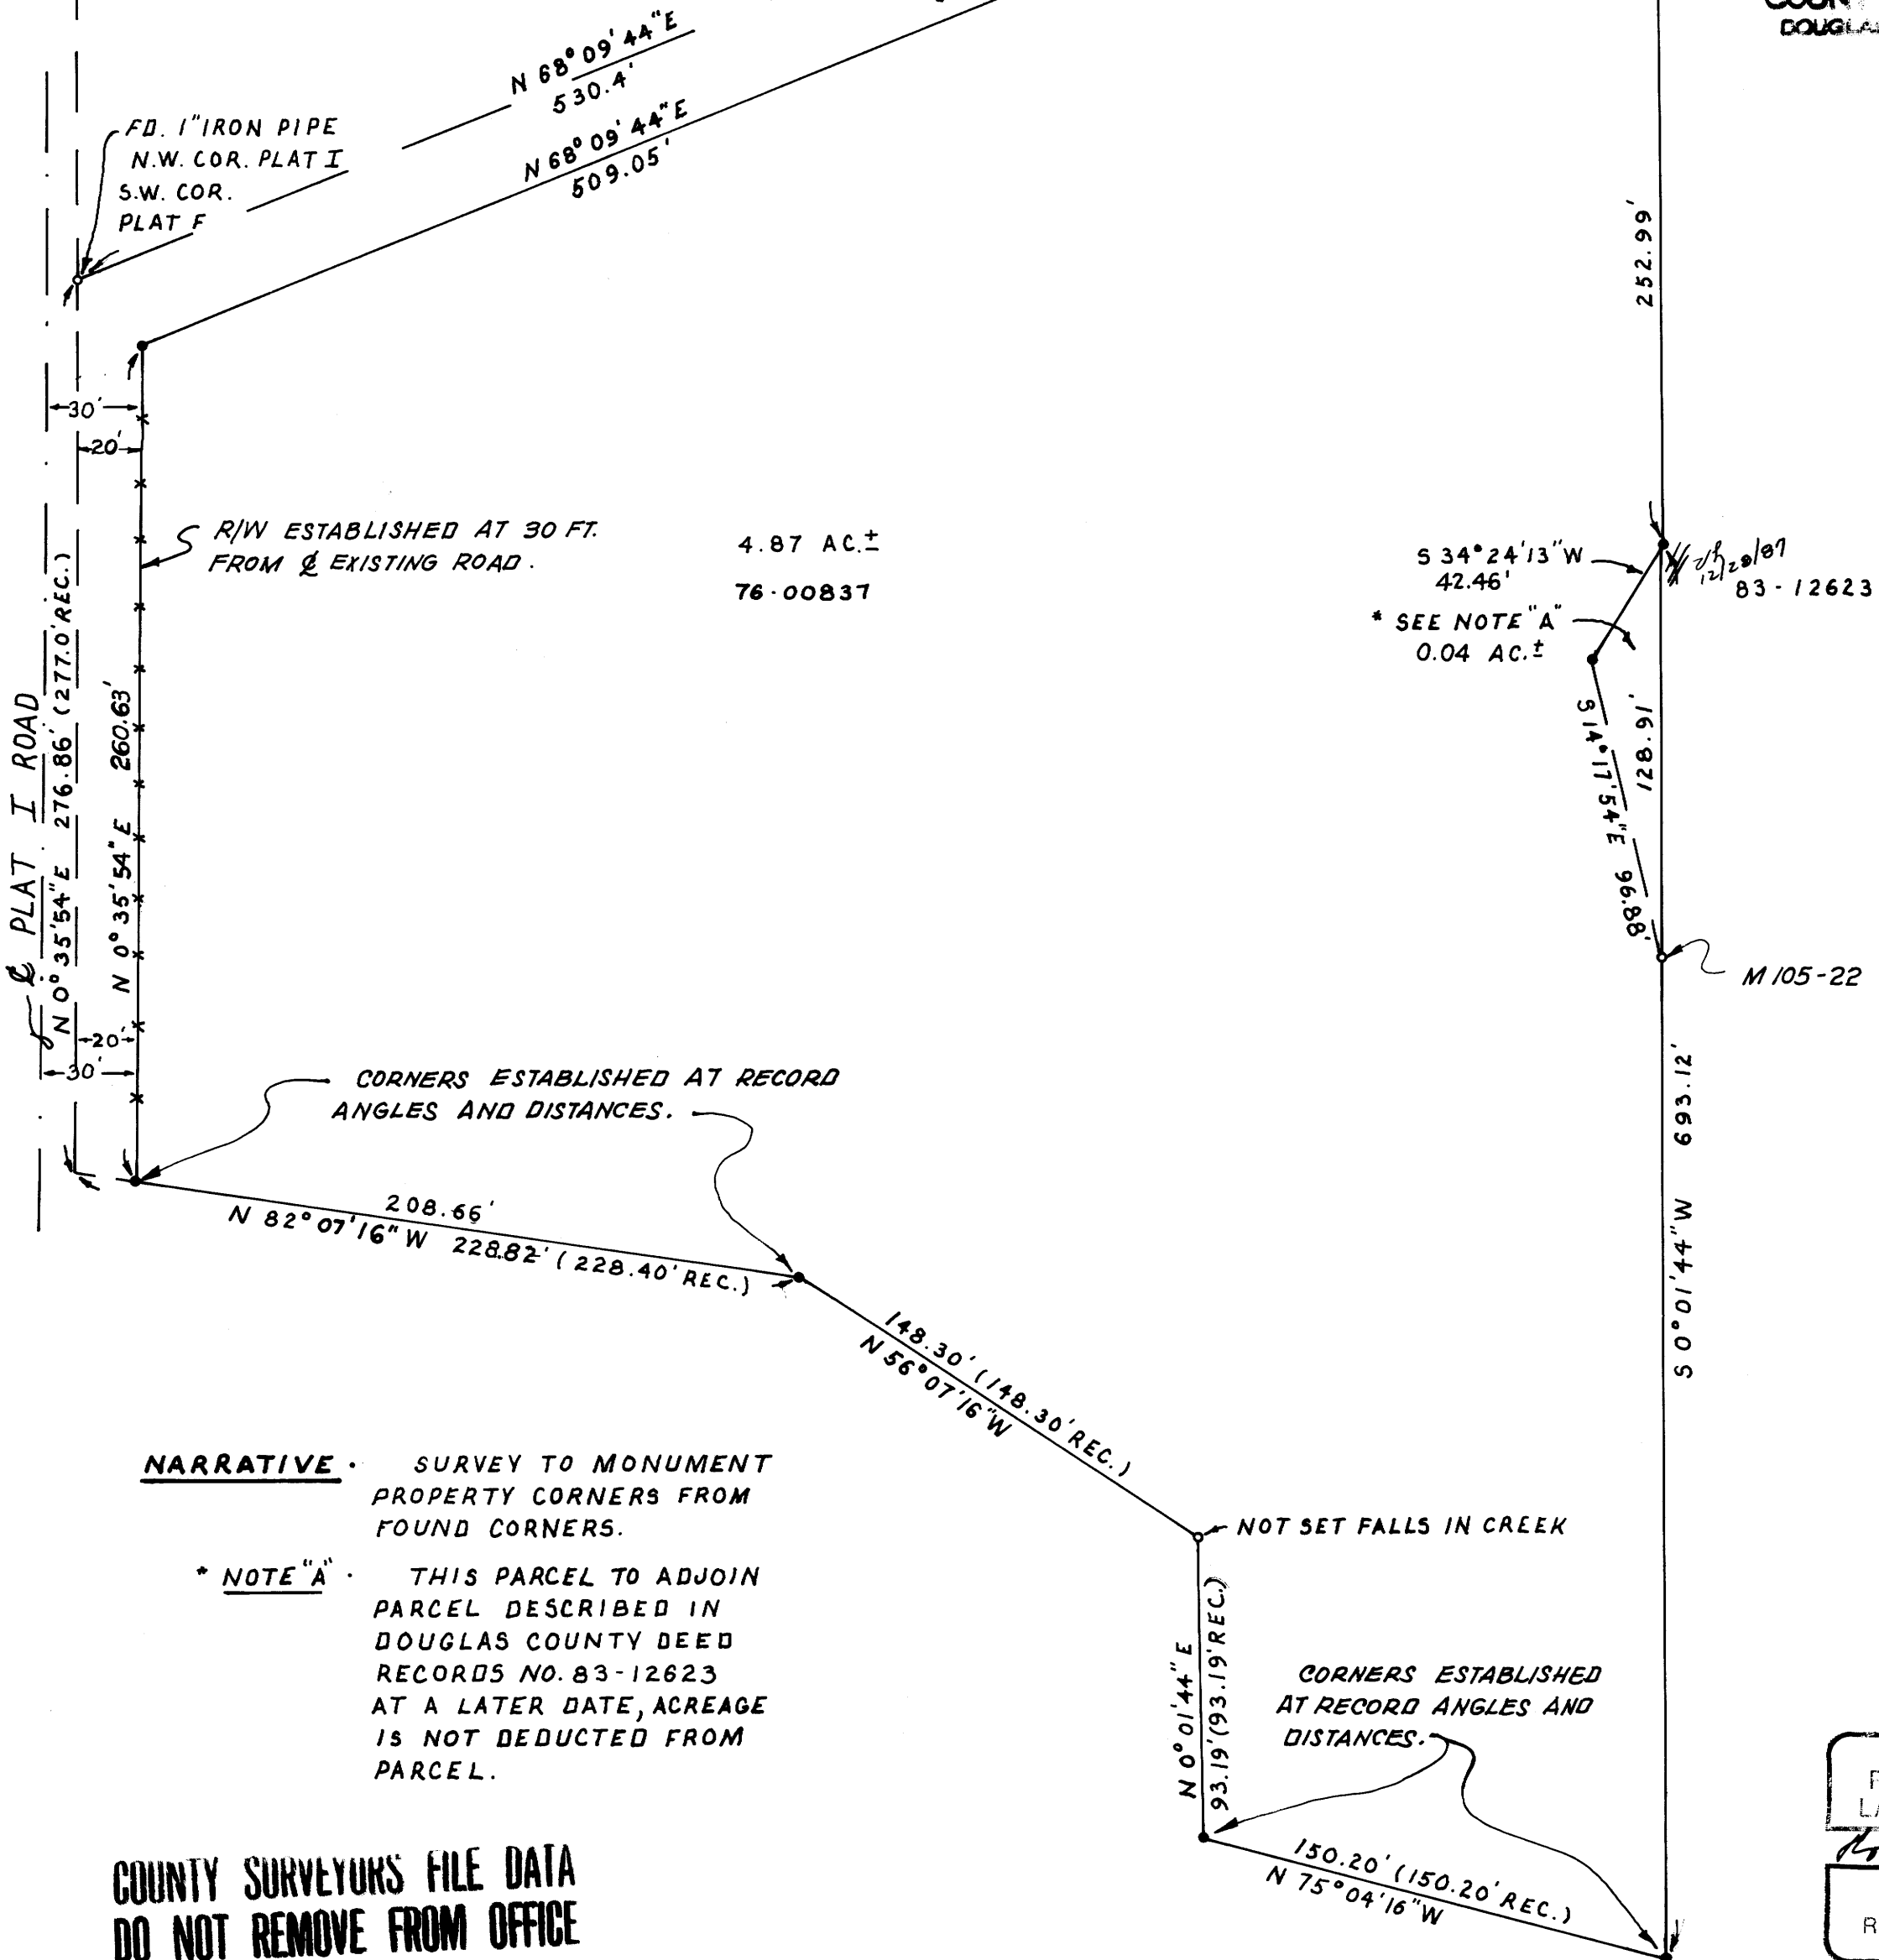 COUN
DOUGLAS
N 68° 09' 44" E
530.4'
N 68° 09' 44" E
509.05'
FD. 1" IRON PIPE
N.W. COR. PLAT I
S.W. COR.
PLAT F
252.99'
30'
20'
R/W ESTABLISHED AT 30 FT.
FROM ℄ EXISTING ROAD.
4.87 AC.±
76-00837
S 34° 24' 13" W
42.46'
12/28/87
83-12623
* SEE NOTE "A"
0.04 AC.±
128.91'
S 14° 17' 54" E 96.88'
M 105-22
℄ PLAT I ROAD
N 0° 35' 54" E 276.86' (277.0' REC.)
N 0° 35' 54" E 260.63'
20'
30'
CORNERS ESTABLISHED AT RECORD
ANGLES AND DISTANCES.
S 0° 01' 44" W 693.12'
208.66'
N 82° 07' 16" W 228.82' (228.40' REC.)
148.30' (148.30' REC.)
N 56° 07' 16" W
NARRATIVE · SURVEY TO MONUMENT
PROPERTY CORNERS FROM
FOUND CORNERS.
NOT SET FALLS IN CREEK
* NOTE "A" · THIS PARCEL TO ADJOIN
PARCEL DESCRIBED IN
DOUGLAS COUNTY DEED
RECORDS NO. 83-12623
AT A LATER DATE, ACREAGE
IS NOT DEDUCTED FROM
PARCEL.
N 0° 01' 44" E
93.19' (93.19' REC.)
CORNERS ESTABLISHED
AT RECORD ANGLES AND
DISTANCES.
150.20' (150.20' REC.)
N 75° 04' 16" W
COUNTY SURVEYORS FILE DATA
DO NOT REMOVE FROM OFFICE